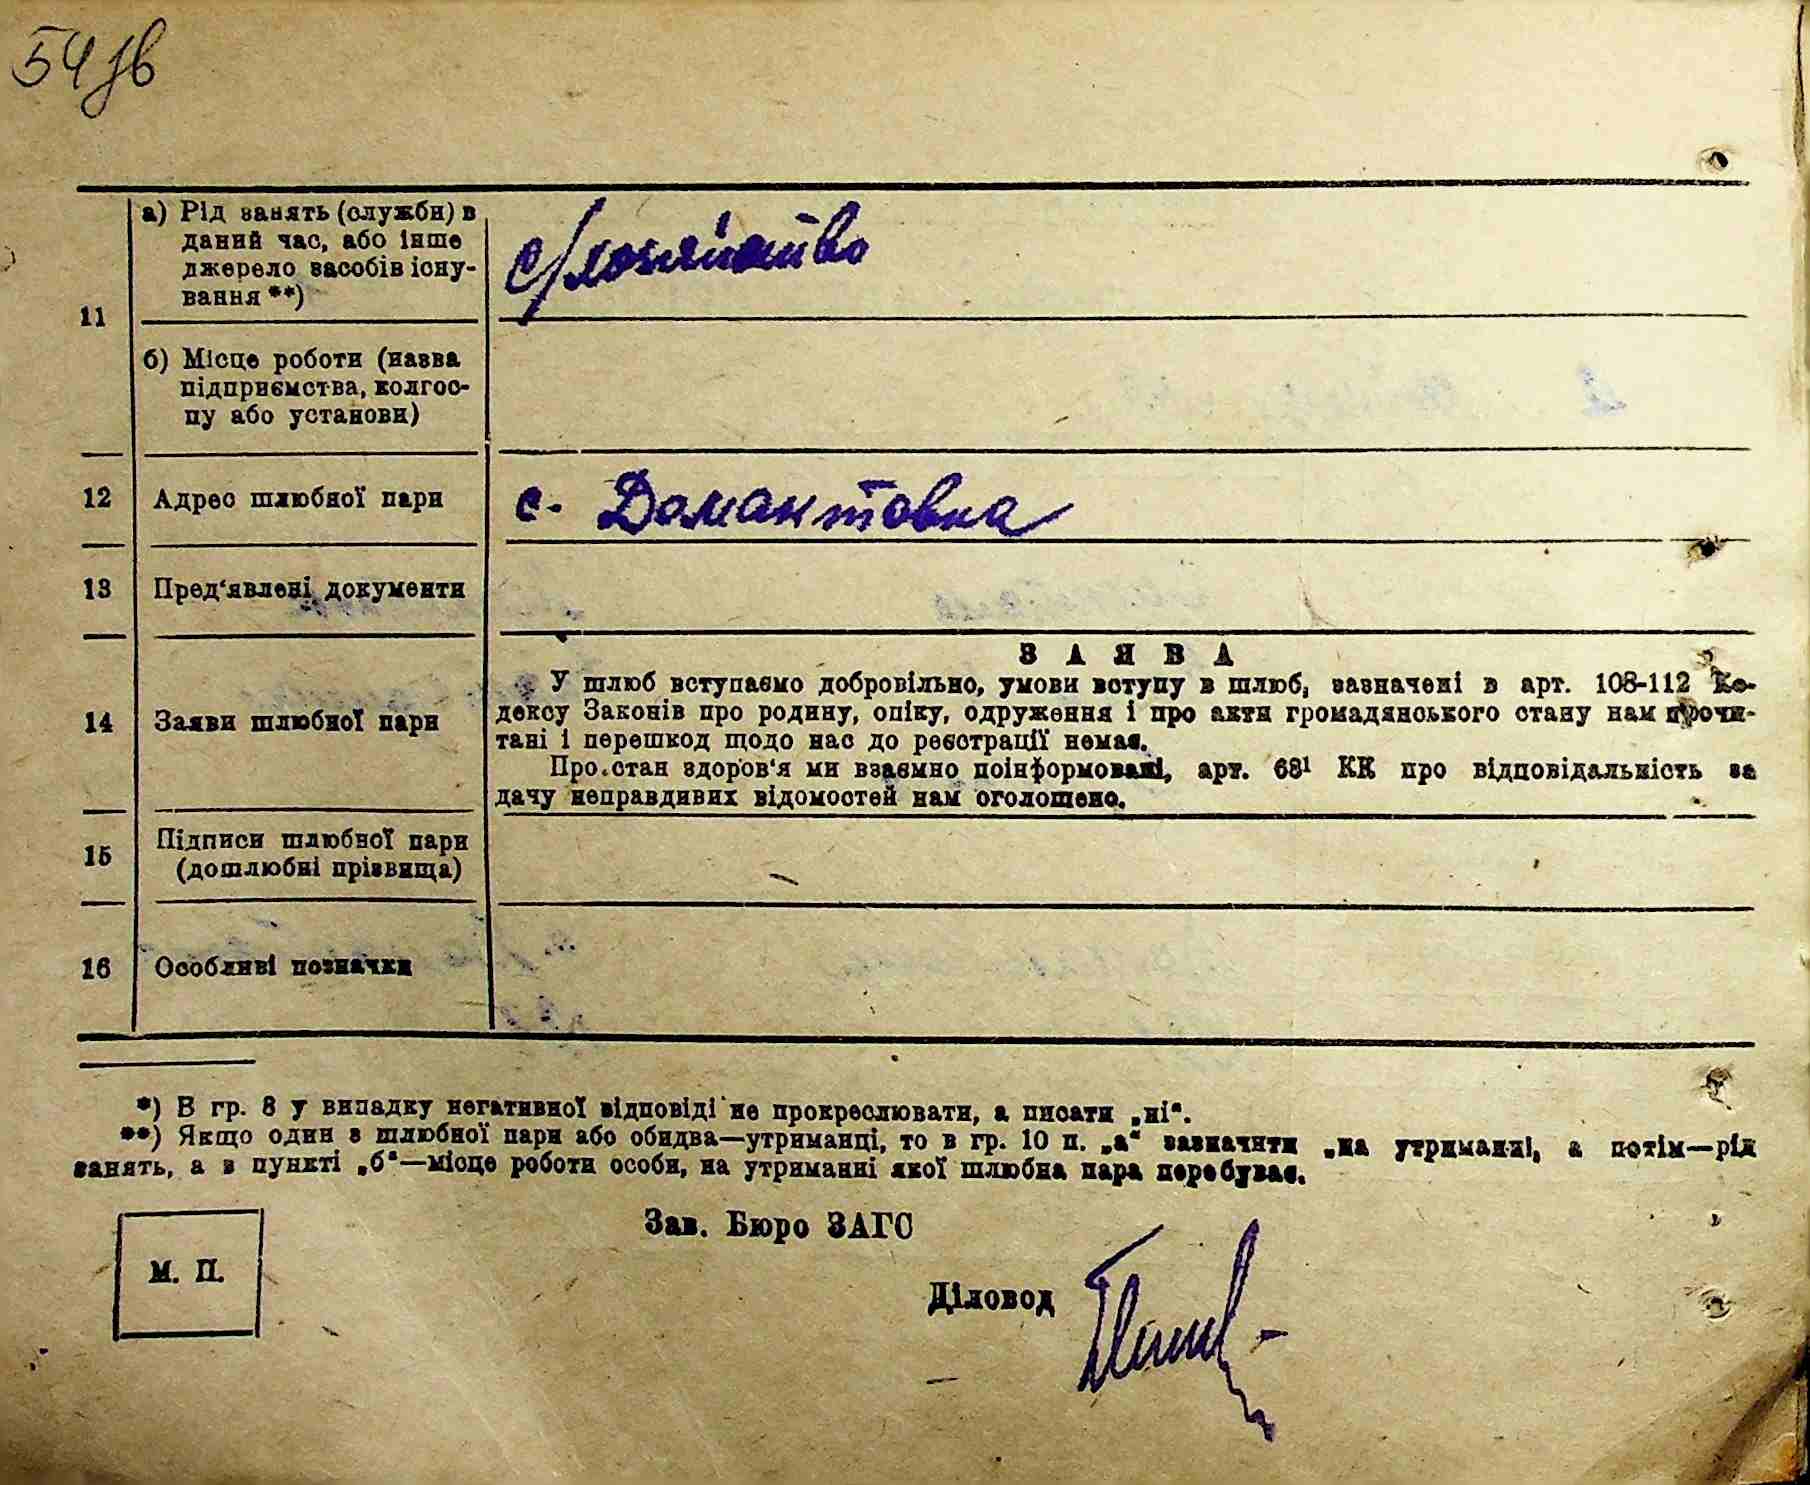 54зв
11
а) Рід занять (служби) в
даний час, або інше
джерело засобів існу-
вання **)
с/господарство
б) Місце роботи (назва
підприємства, колгос-
пу або установи)
12
Адрес шлюбної пари
с. Домантовка
13
Пред‘явлені документи
14
Заяви шлюбної пари
ЗАЯВА
У шлюб вступаємо добровільно, умови вступу в шлюб, зазначені в арт. 108-112 Ко-
дексу Законів про родину, опіку, одруження і про акти громадянського стану нам прочи-
тані і перешкод щодо нас до реєстрації немає.
Про стан здоров‘я ми взаємно поінформовані, арт. 68¹ КК про відповідальність за
дачу неправдивих відомостей нам оголошено.
15
Підписи шлюбної пари
(дошлюбні прізвища)
16
Особливі позначки
*) В гр. 8 у випадку негативної відповіді не прокреслювати, а писати „ні“.
**) Якщо один з шлюбної пари або обидва—утриманці, то в гр. 10 п. „а“ зазначити „на утриманні, а потім—рід
занять, а в пункті „б“—місце роботи особи, на утриманні якої шлюбна пара перебуває.
М. П.
Зав. Бюро ЗАГС
Діловод